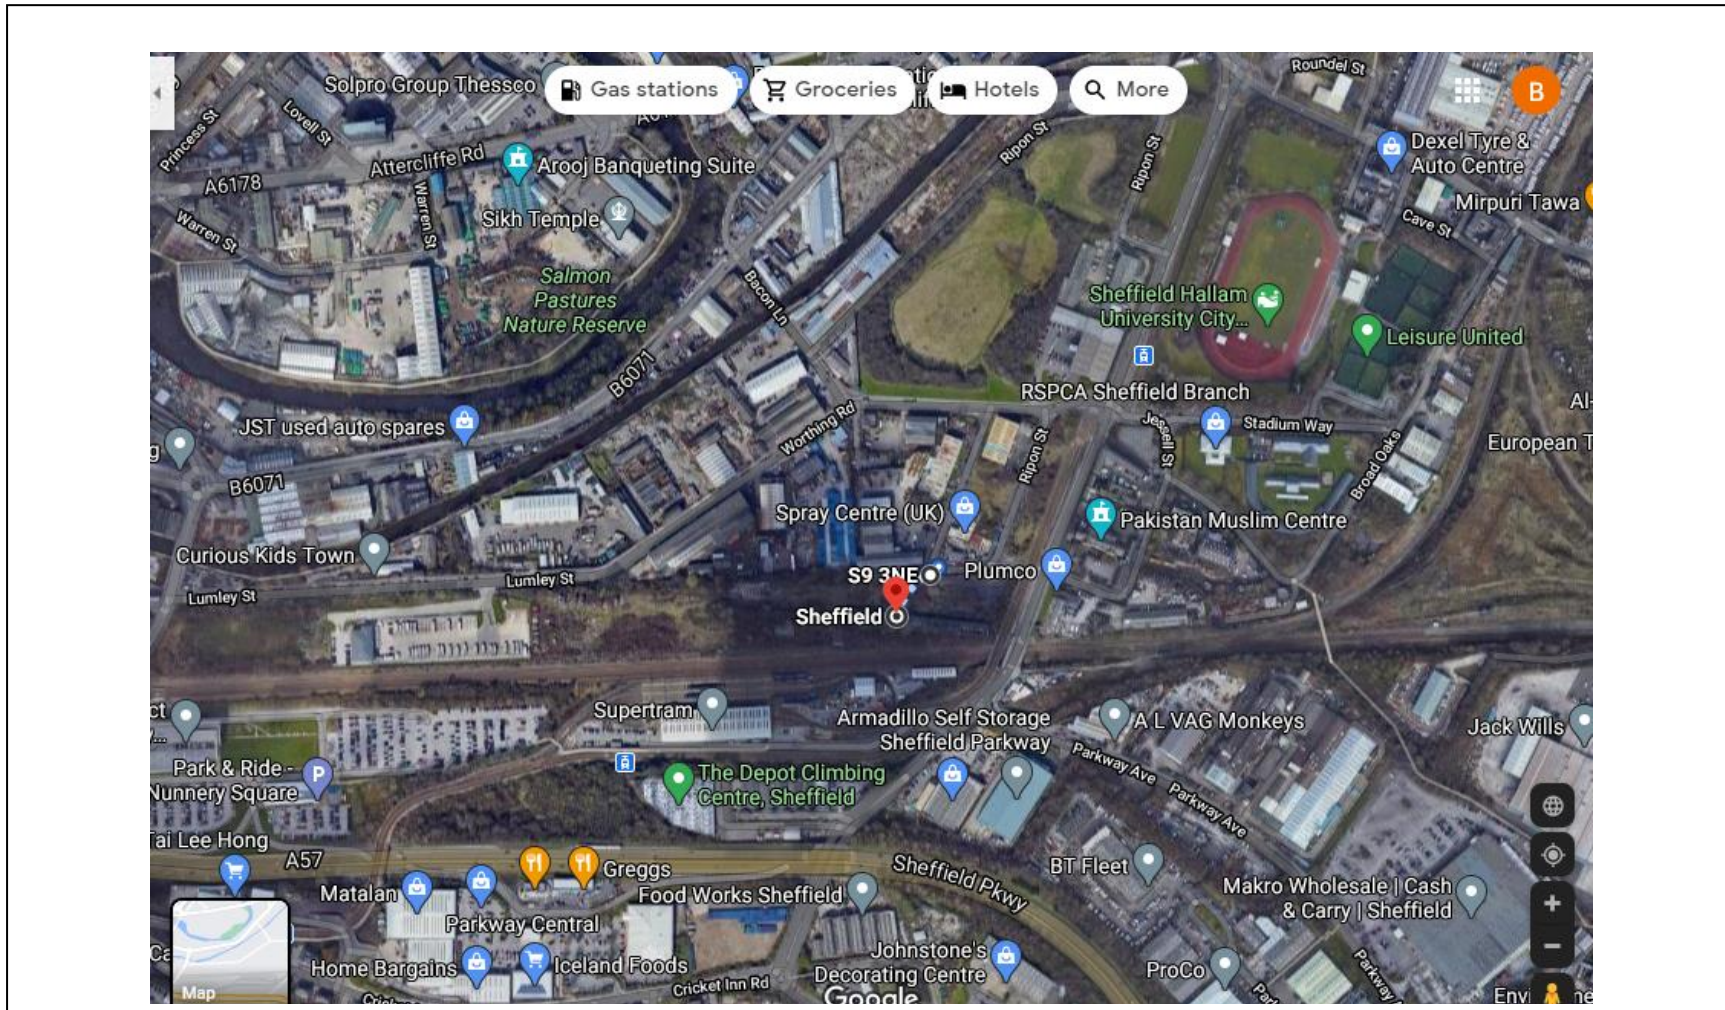 Solpro Group Thessco
Gas stations
Groceries
Hotels
More
Roundel St
B
Princess St
Lovell St
Attercliffe Rd
A6178
Arooj Banqueting Suite
Ripon St
Ripon St
Dexel Tyre &
Auto Centre
Mirpuri Tawa
Warren St
Warren St
Sikh Temple
Cave St
Salmon
Pastures
Nature Reserve
Bacon Ln
Sheffield Hallam
University City...
Leisure United
B6071
RSPCA Sheffield Branch
JST used auto spares
Worthing Rd
Jessell St
Stadium Way
European T
B6071
Ripon St
Broad Oaks
Spray Centre (UK)
Pakistan Muslim Centre
Curious Kids Town
Lumley St
S9 3NE
Plumco
Lumley St
Sheffield
Supertram
Armadillo Self Storage
Sheffield Parkway
A L VAG Monkeys
Jack Wills
Parkway Ave
Park & Ride -
Nunnery Square
P
The Depot Climbing
Centre, Sheffield
Parkway Ave
Tai Lee Hong
A57
Greggs
Sheffield Pkwy
BT Fleet
Matalan
Food Works Sheffield
Makro Wholesale | Cash
& Carry | Sheffield
Parkway Central
Home Bargains
Iceland Foods
Johnstone's
Decorating Centre
ProCo
Cricket Inn Rd
Map
Google